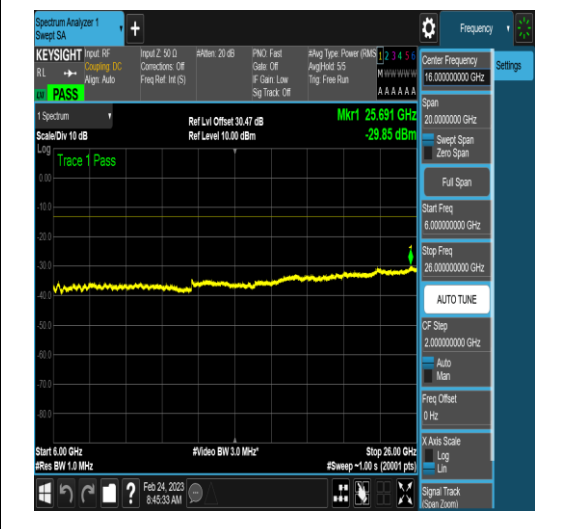 Spectrum Analyzer 1
Swept SA
+
Frequency
KEYSIGHT
RL
Input: RF
Coupling: DC
Align: Auto
Input Z: 50 Ω
Corrections: Off
Freq Ref: Int (S)
#Atten: 20 dB
PNO: Fast
Gate: Off
IF Gain: Low
Sig Track: Off
#Avg Type: Power (RMS)
Avg|Hold: 5/5
Trig: Free Run
1 2 3 4 5 6
M W W W W W
A A A A A A
PASS
1 Spectrum
Scale/Div 10 dB
Ref Lvl Offset 30.47 dB
Ref Level 10.00 dBm
Mkr1 25.691 GHz
-29.85 dBm
Log
Trace 1 Pass
0.00
-10.0
-20.0
-30.0
-40.0
-50.0
-60.0
-70.0
-80.0
1
Start 6.00 GHz
#Res BW 1.0 MHz
#Video BW 3.0 MHz*
Stop 26.00 GHz
#Sweep ~1.00 s (20001 pts)
Feb 24, 2023
8:45:33 AM
?
Center Frequency
16.000000000 GHz
Settings
Span
20.0000000 GHz
Swept Span
Zero Span
Full Span
Start Freq
6.000000000 GHz
Stop Freq
26.000000000 GHz
AUTO TUNE
CF Step
2.000000000 GHz
Auto
Man
Freq Offset
0 Hz
X Axis Scale
Log
Lin
Signal Track
(Span Zoom)